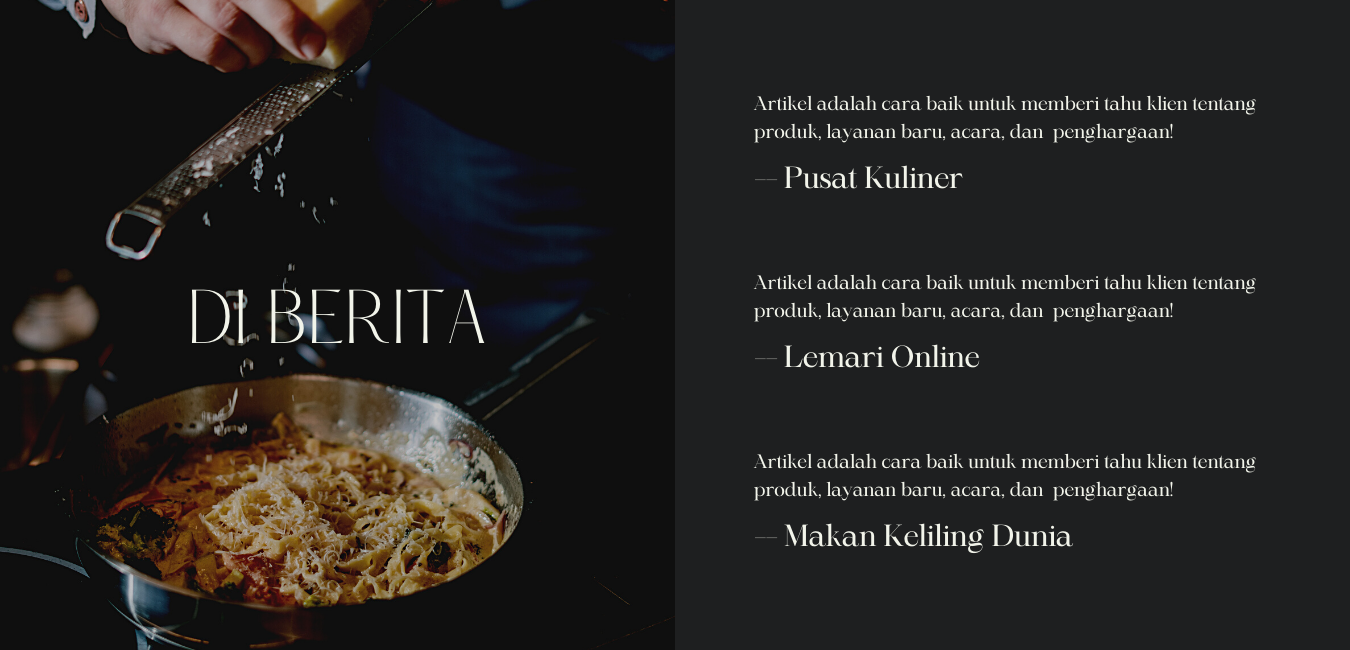 DI BERITA
Artikel adalah cara baik untuk memberi tahu klien tentang
produk, layanan baru, acara, dan  penghargaan!
— Pusat Kuliner
Artikel adalah cara baik untuk memberi tahu klien tentang
produk, layanan baru, acara, dan  penghargaan!
— Lemari Online
Artikel adalah cara baik untuk memberi tahu klien tentang
produk, layanan baru, acara, dan  penghargaan!
— Makan Keliling Dunia